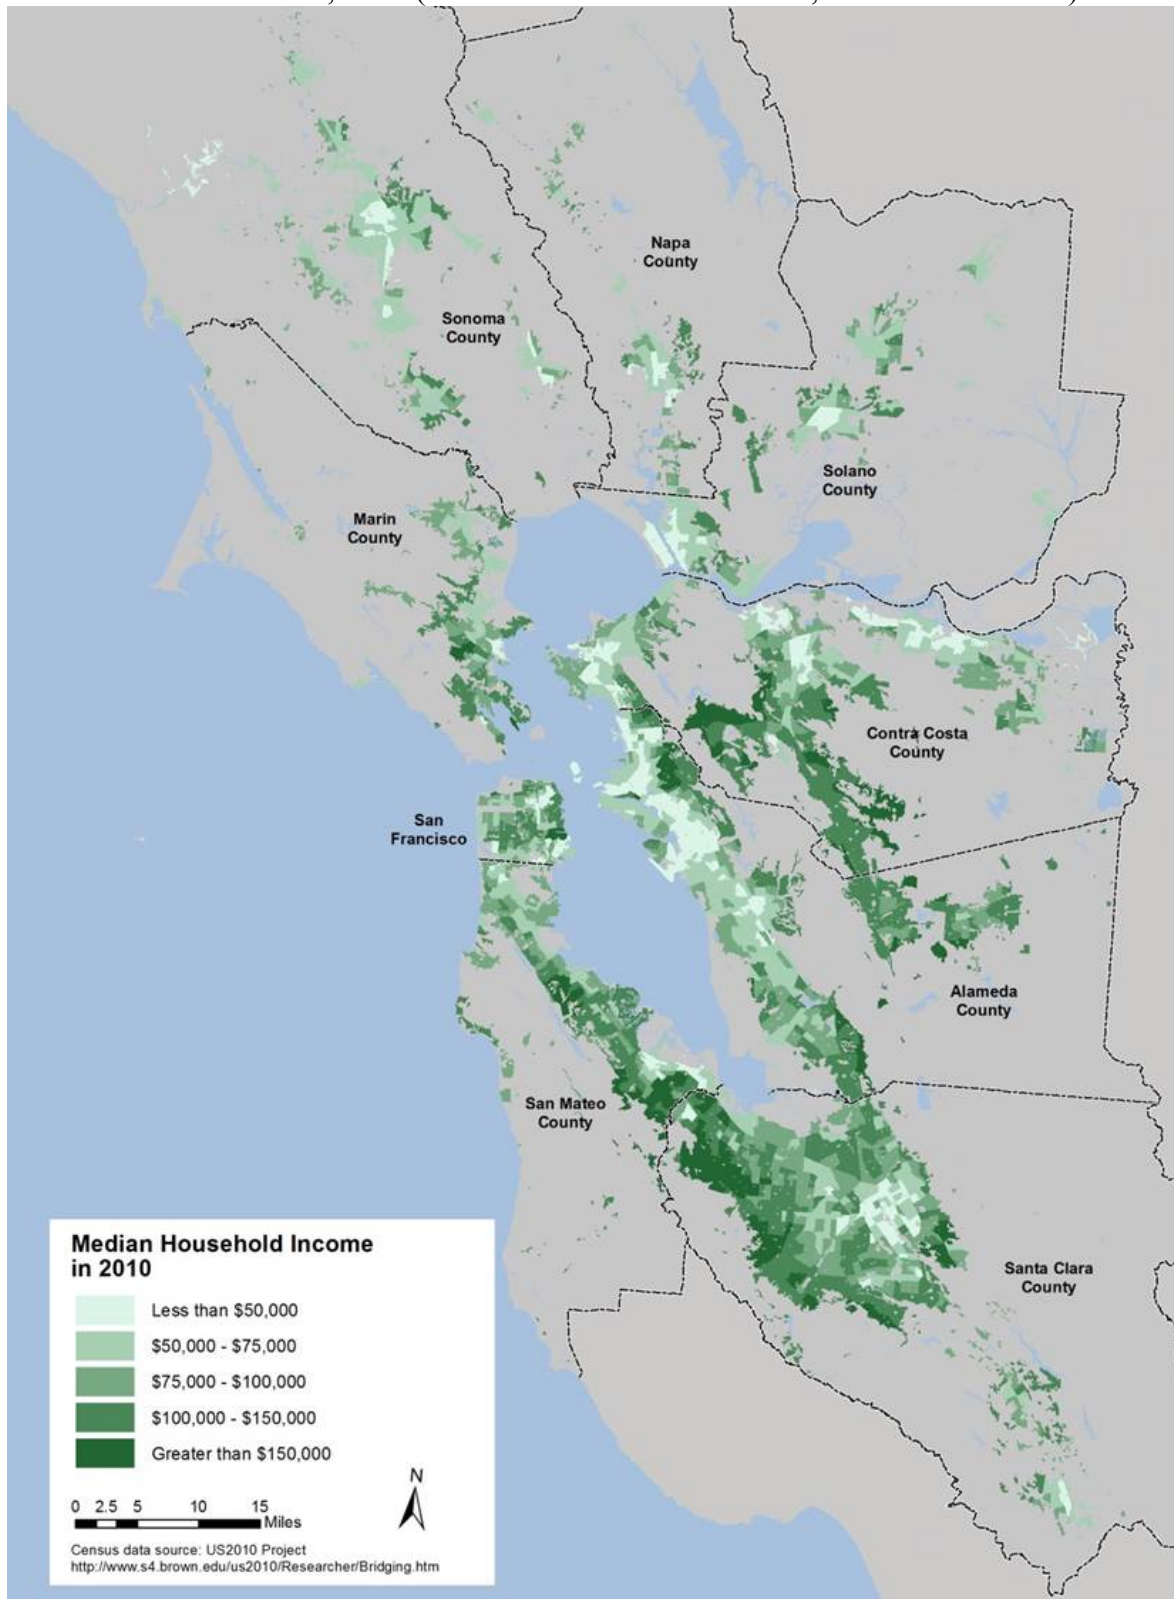 Napa
County
Sonoma
County
Solano
County
Marin
County
Contra Costa
County
San
Francisco
Alameda
County
San Mateo
County
Santa Clara
County
Median Household Income
in 2010
Less than $50,000
$50,000 - $75,000
$75,000 - $100,000
$100,000 - $150,000
Greater than $150,000
N
0 2.5 5 10 15
Miles
Census data source: US2010 Project
http://www.s4.brown.edu/us2010/Researcher/Bridging.htm